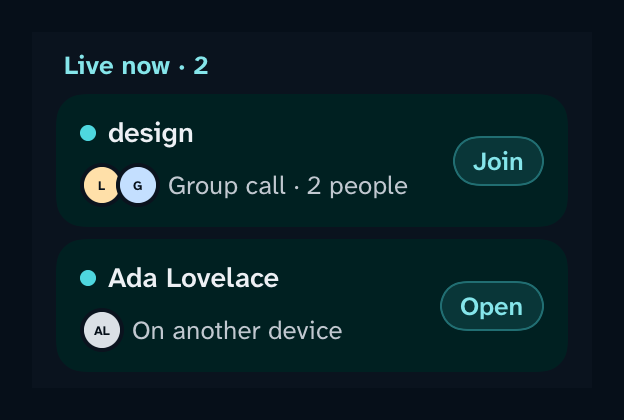 Live now · 2
design
L G Group call · 2 people
Join
Ada Lovelace
AL On another device
Open